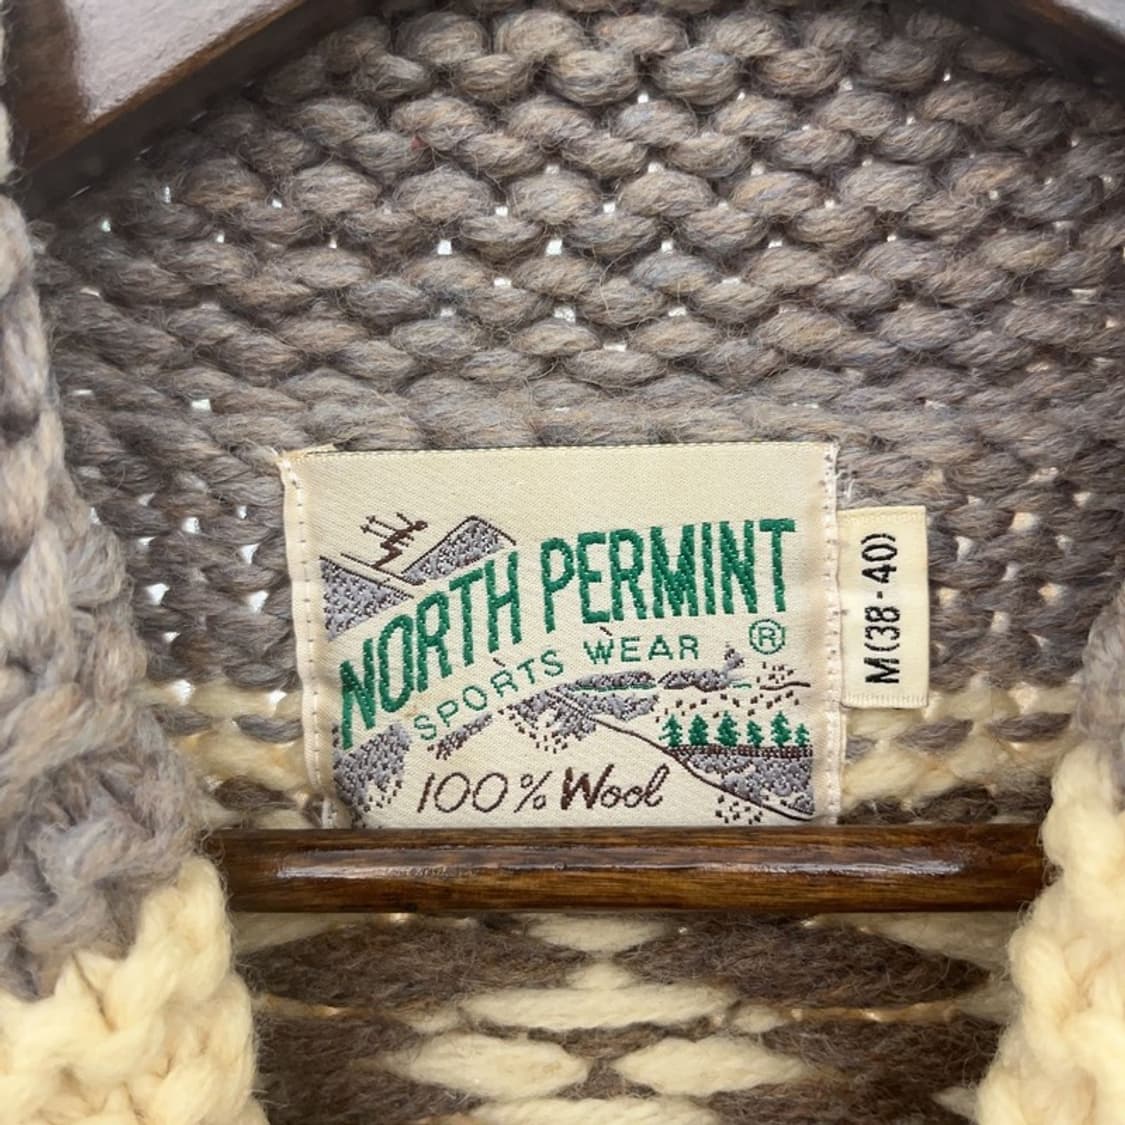 NORTH PERMINT
SPORTS WEAR ®
100% Wool
M(38-40)